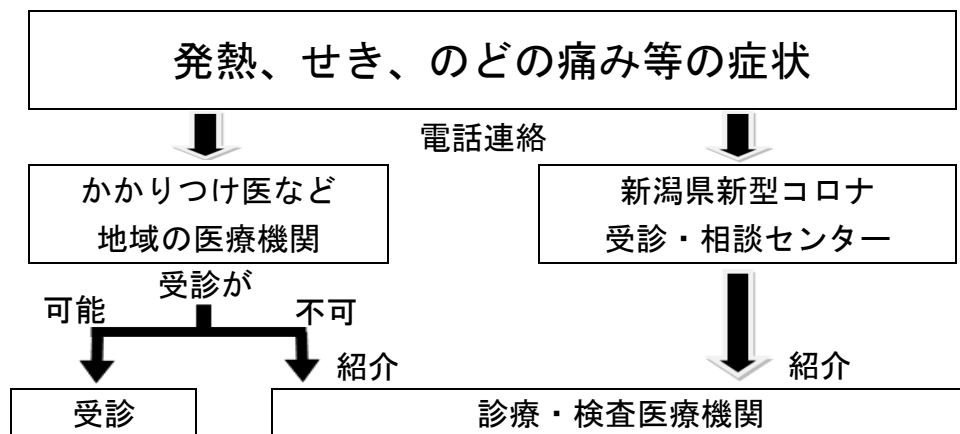 発熱、せき、のどの痛み等の症状
電話連絡
かかりつけ医など
地域の医療機関
新潟県新型コロナ
受診・相談センター
受診が
可能
不可
紹介
紹介
受診
診療・検査医療機関